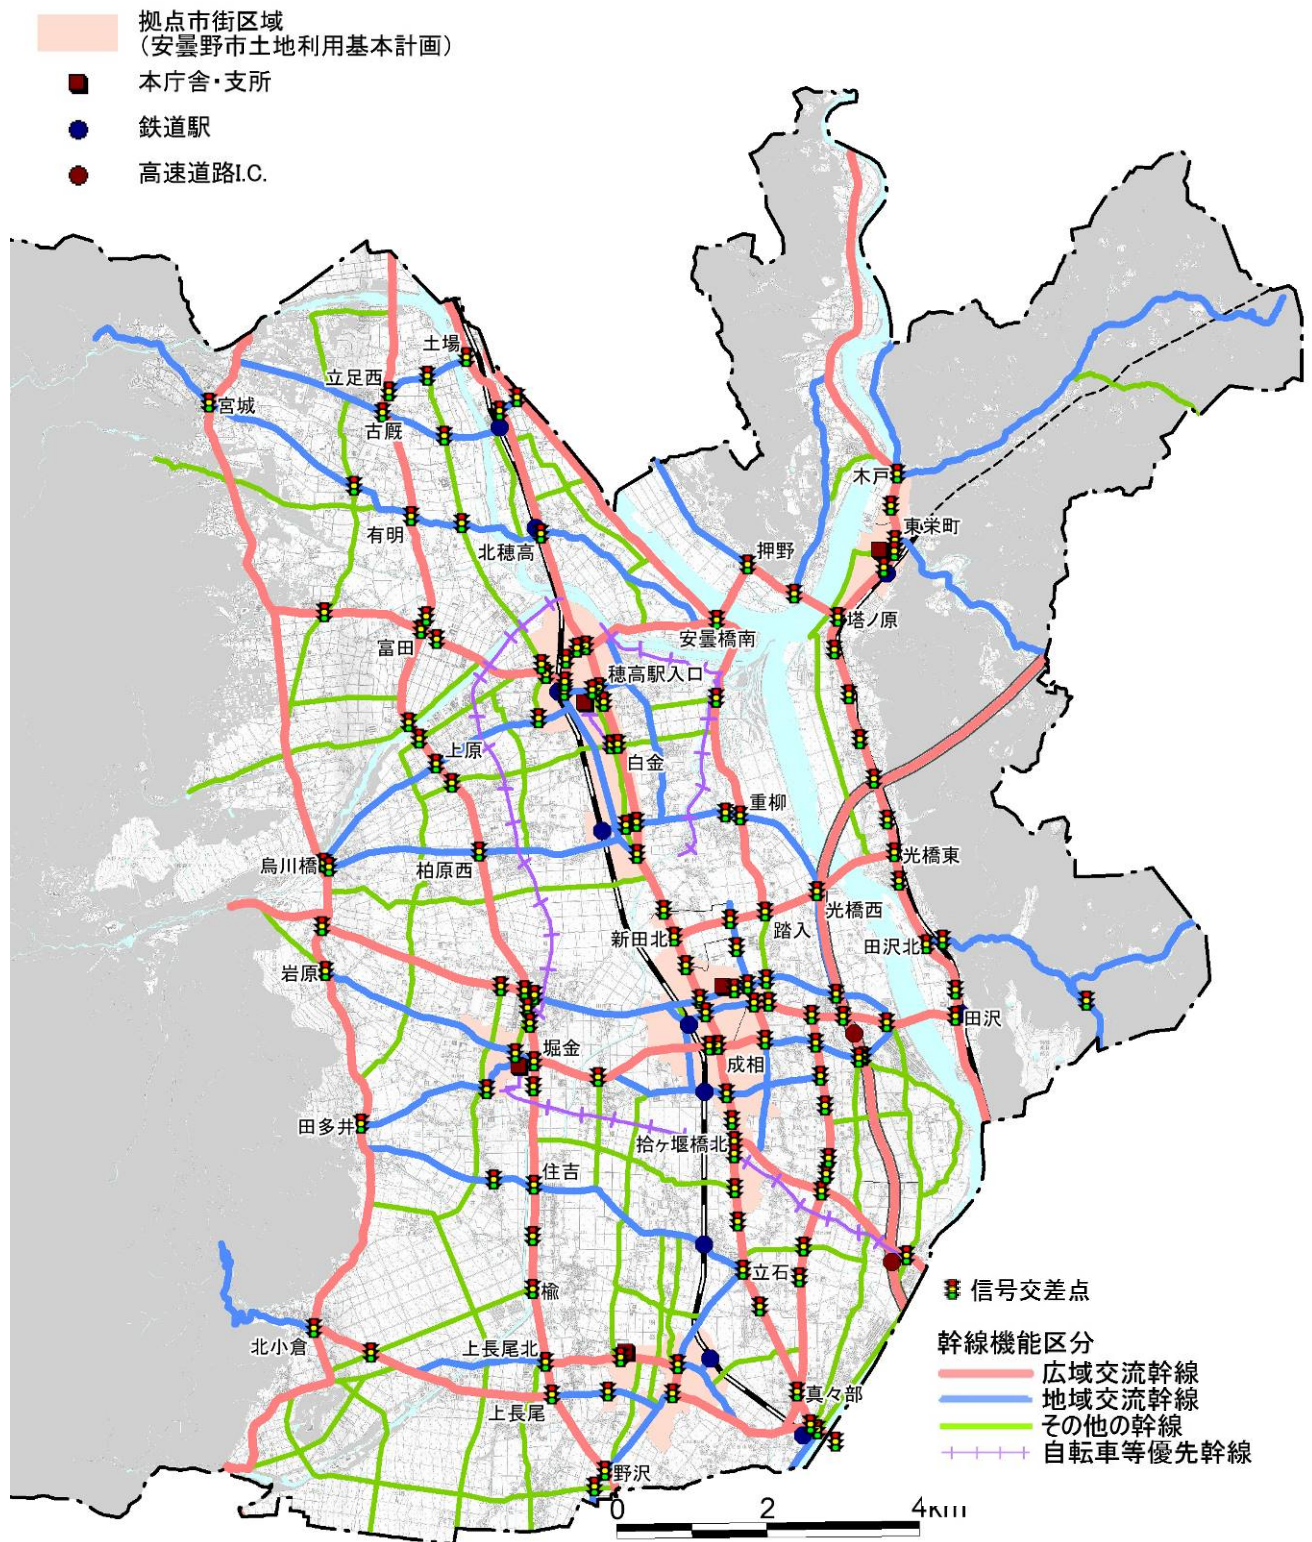 拠点市街区域
（安曇野市土地利用基本計画）
本庁舎・支所
鉄道駅
高速道路I.C.
土場
立足西
宮城
古厩
木戸
有明
北穂高
東栄町
押野
塔ノ原
安曇橋南
富田
穂高駅入口
上原
白金
重柳
烏川橋
柏原西
光橋東
光橋西
踏入
新田北
田沢北
岩原
田沢
堀金
成相
田多井
拾ヶ堰橋北
住吉
立石
楡
信号交差点
北小倉
上長尾北
幹線機能区分
広域交流幹線
真々部
地域交流幹線
上長尾
その他の幹線
自転車等優先幹線
野沢
0 2 4km